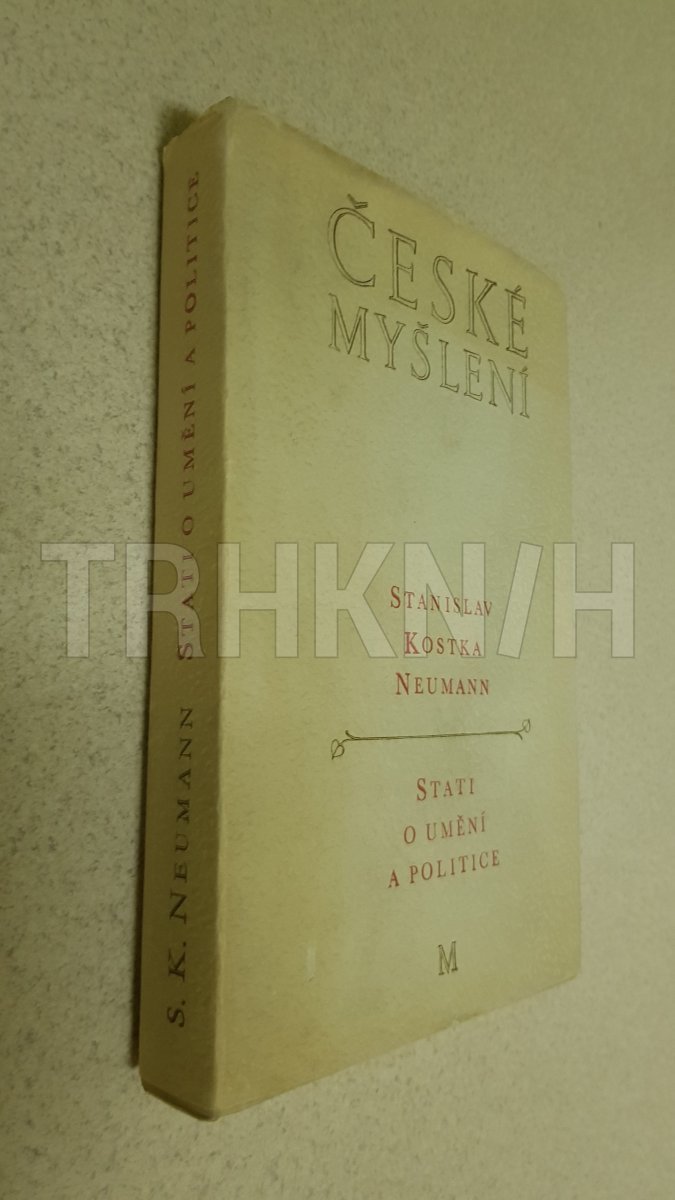 ČESKÉ
MYŠLENÍ
STANISLAV
KOSTKA
NEUMANN
STATI
O UMĚNÍ
A POLITICE
M
S. K. NEUMANN STATI O UMĚNÍ A POLITICE
TRHKNIH